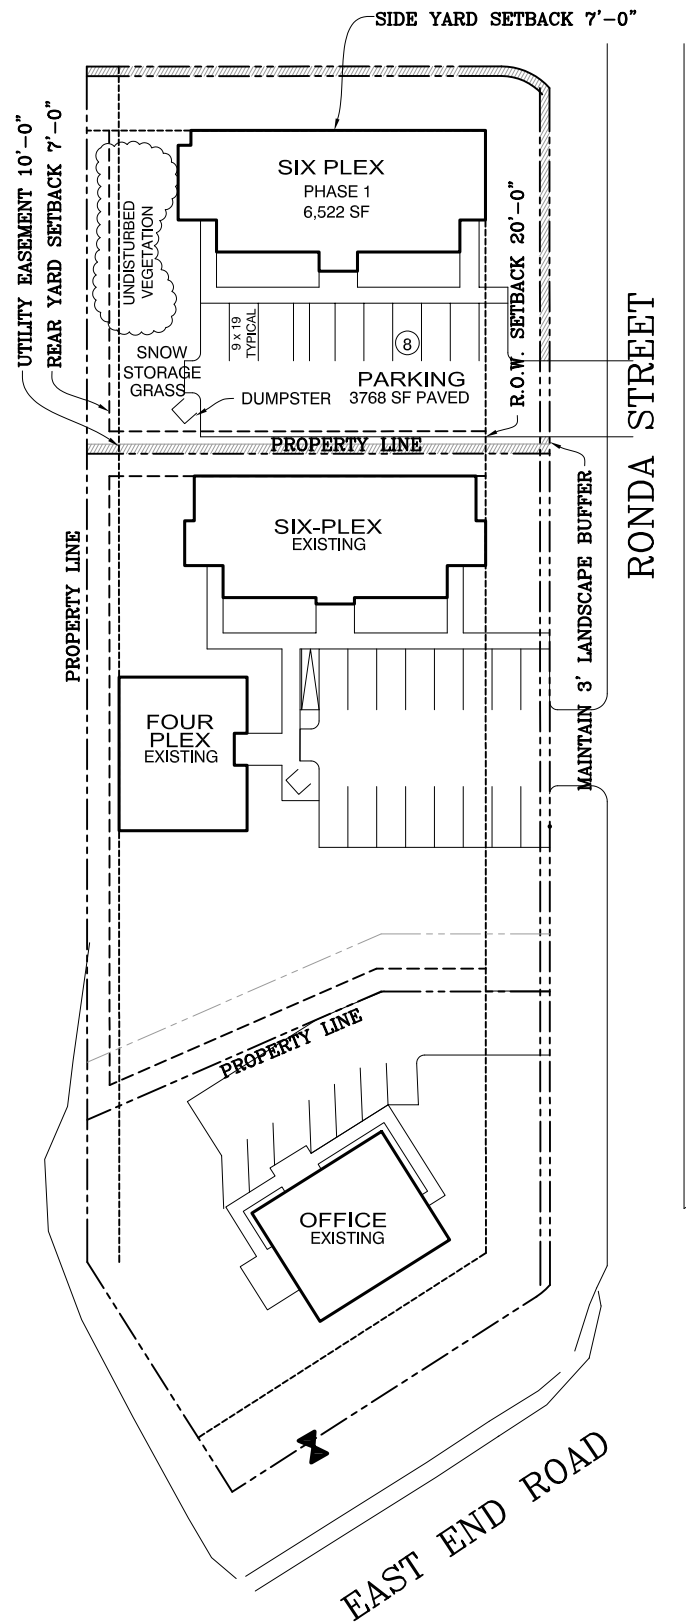 SIDE YARD SETBACK 7'-0"
UTILITY EASEMENT 10'-0"
REAR YARD SETBACK 7'-0"
SIX PLEX
PHASE 1
6,522 SF
UNDISTURBED
VEGETATION
R.O.W. SETBACK 20'-0"
9 x 19
TYPICAL
8
SNOW
STORAGE
GRASS
DUMPSTER
PARKING
3768 SF PAVED
RONDA STREET
PROPERTY LINE
SIX-PLEX
EXISTING
PROPERTY LINE
MAINTAIN 3' LANDSCAPE BUFFER
FOUR
PLEX
EXISTING
PROPERTY LINE
OFFICE
EXISTING
EAST END ROAD